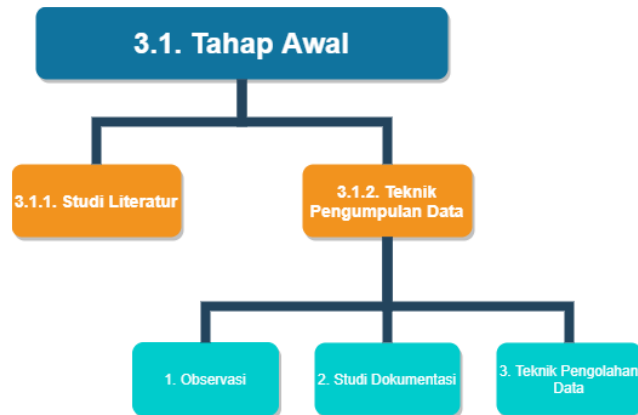 3.1. Tahap Awal
3.1.1. Studi Literatur
3.1.2. Teknik
Pengumpulan Data
1. Observasi
2. Studi Dokumentasi
3. Teknik Pengolahan
Data